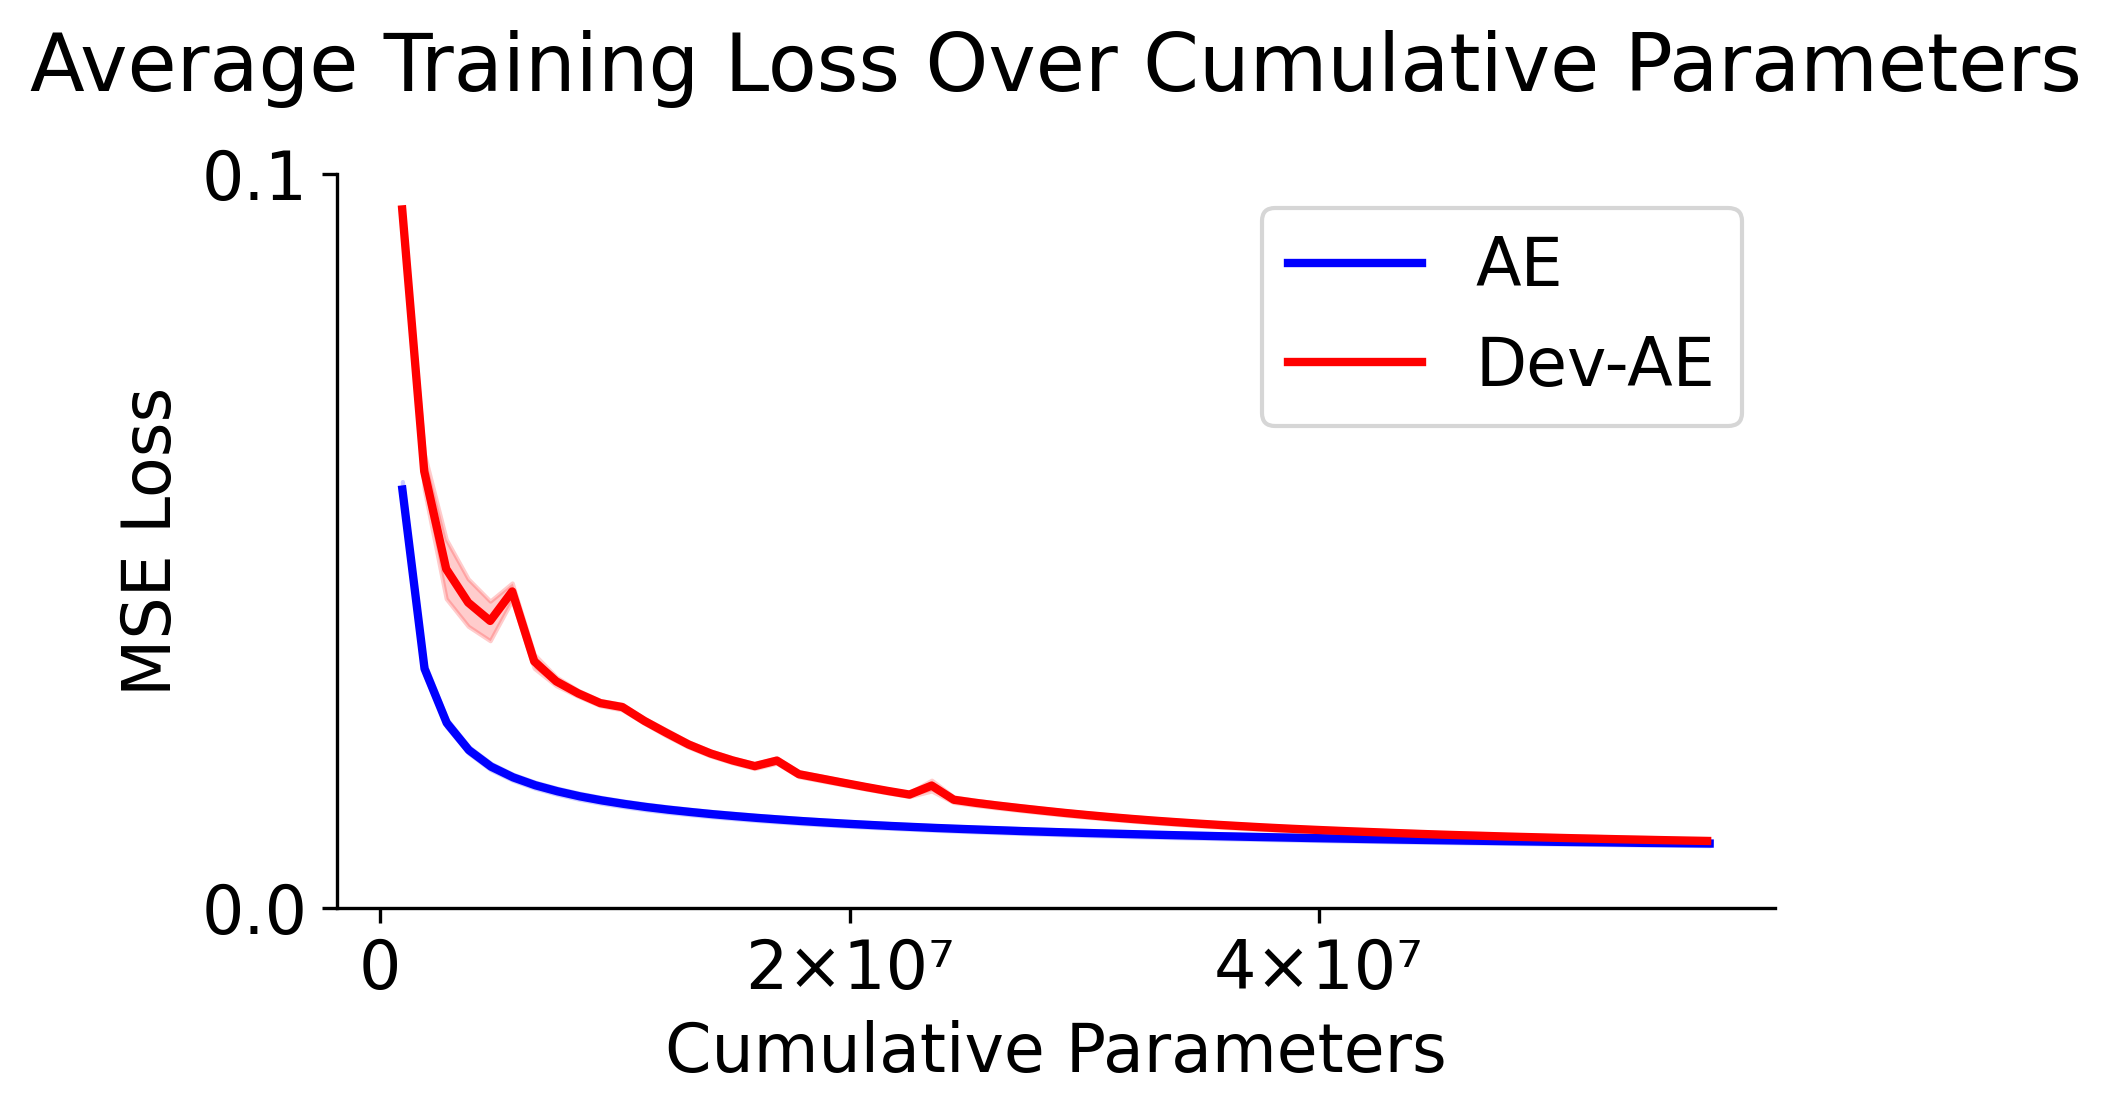 Average Training Loss Over Cumulative Parameters
0.1
AE
Dev-AE
MSE Loss
0.0
0
2×10⁷
4×10⁷
Cumulative Parameters